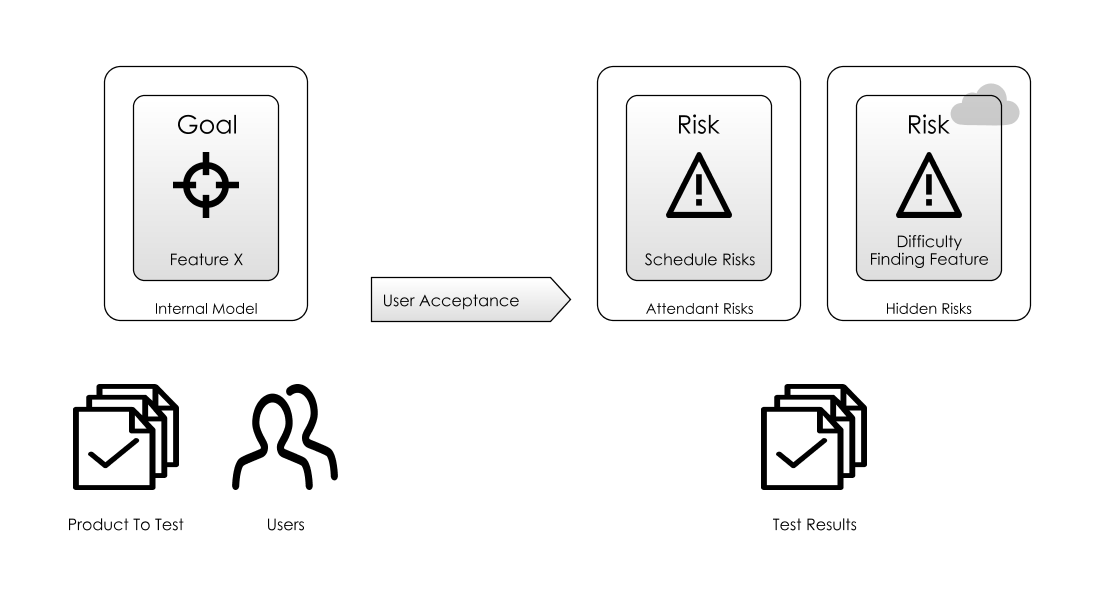 Goal
Feature X
Internal Model
User Acceptance
Risk
Schedule Risks
Attendant Risks
Risk
Difficulty
Finding Feature
Hidden Risks
Product To Test
Users
Test Results